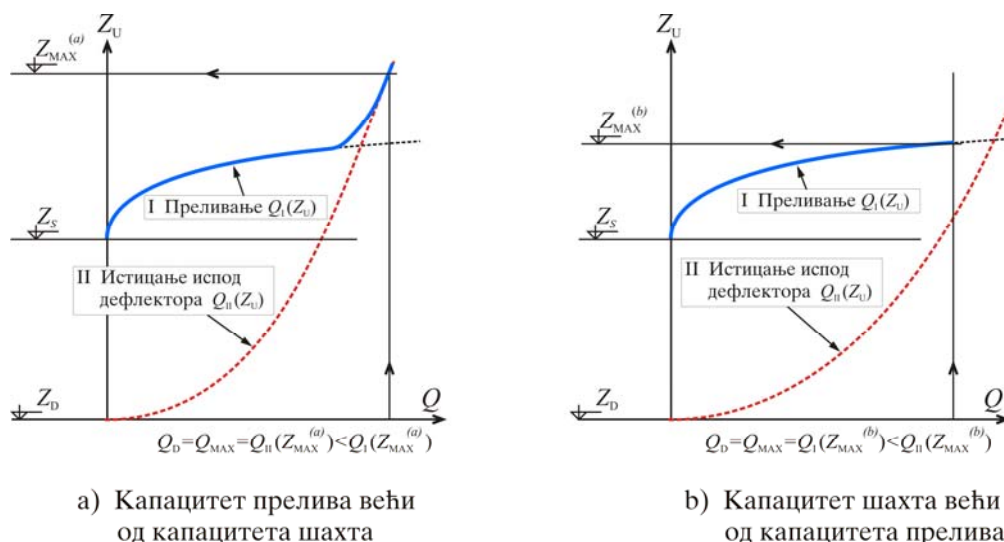 Z_U
Z_MAX^(a)
I Преливање Q_I(Z_U)
Z_S
II Истицање испод
дефлектора Q_II(Z_U)
Z_D
Q
Q_D=Q_MAX=Q_II(Z_MAX^(a))<Q_I(Z_MAX^(a))
а) Капацитет прелива већи
од капацитета шахта
Z_U
Z_MAX^(b)
I Преливање Q_I(Z_U)
Z_S
II Истицање испод
дефлектора Q_II(Z_U)
Z_D
Q
Q_D=Q_MAX=Q_I(Z_MAX^(b))<Q_II(Z_MAX^(b))
b) Капацитет шахта већи
од капацитета прелива